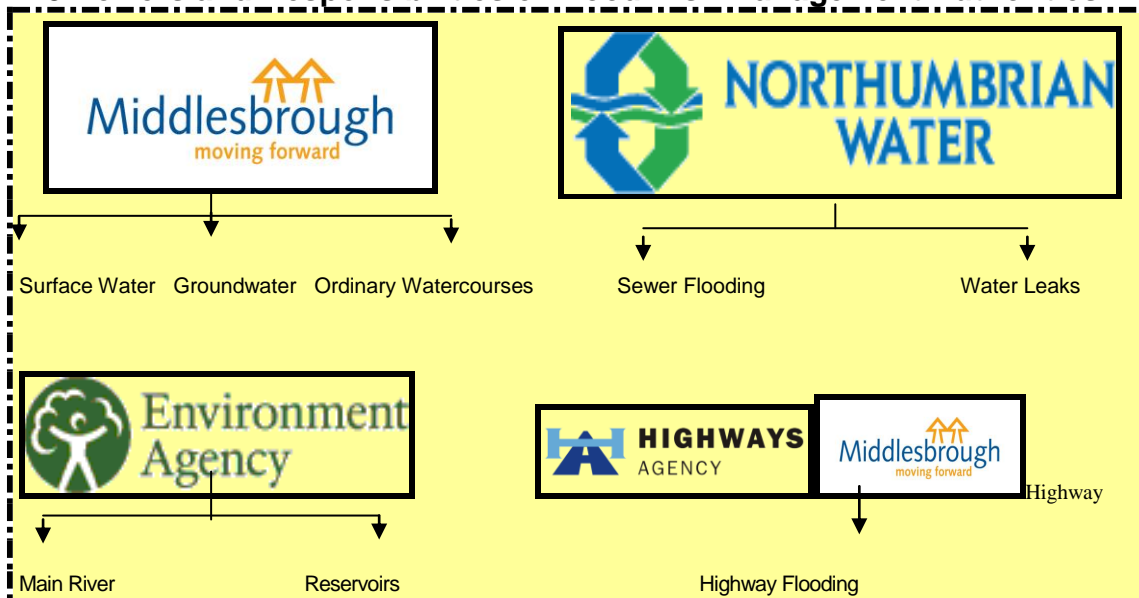 Middlesbrough
moving forward
NORTHUMBRIAN
WATER
Surface Water Groundwater Ordinary Watercourses
Sewer Flooding Water Leaks
Environment
Agency
HIGHWAYS
AGENCY
Middlesbrough
moving forward
Highway
Main River Reservoirs
Highway Flooding